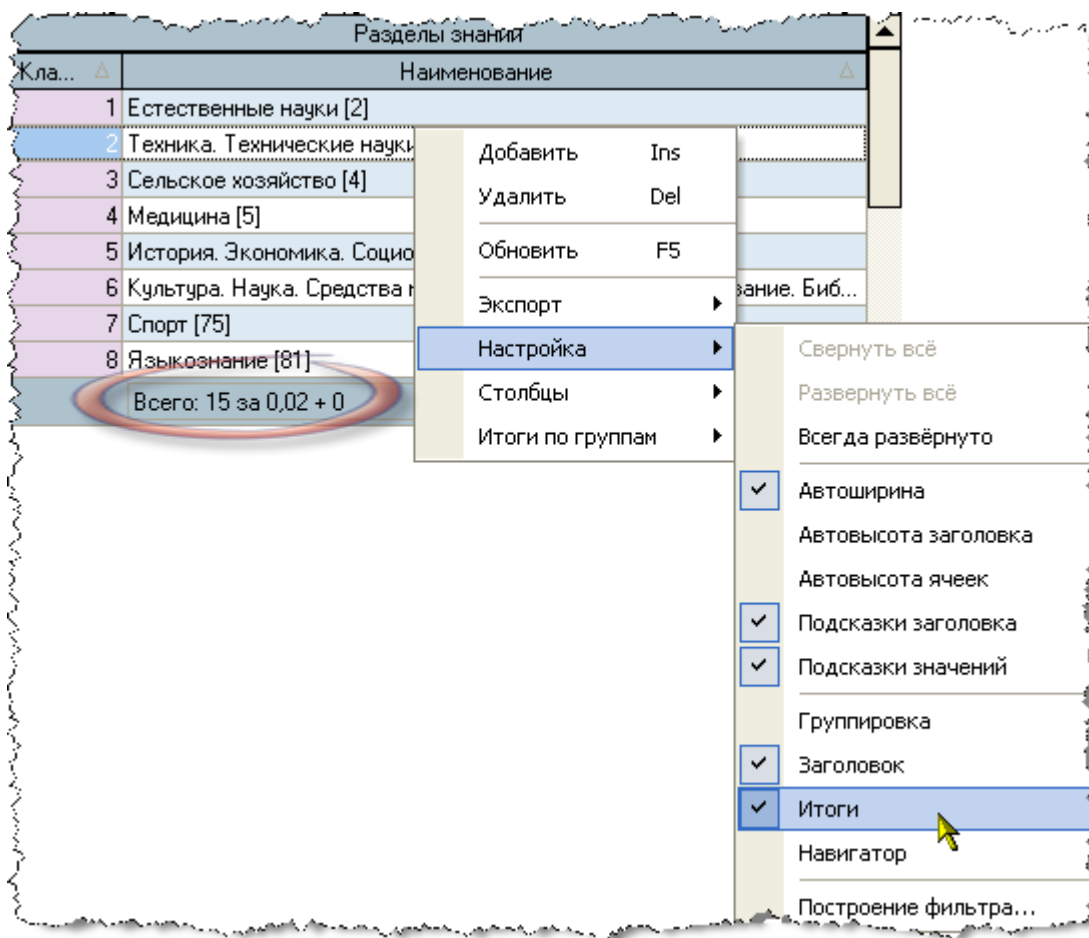 Разделы знаний
Кла... Наименование
1 Естественные науки [2]
2 Техника. Технические науки
3 Сельское хозяйство [4]
4 Медицина [5]
5 История. Экономика. Социо
6 Культура. Наука. Средства вание. Биб...
7 Спорт [75]
8 Языкознание [81]
Всего: 15 за 0,02 + 0
Добавить Ins
Удалить Del
Обновить F5
Экспорт
Настройка
Столбцы
Итоги по группам
Свернуть всё
Развернуть всё
Всегда развёрнуто
Автоширина
Автовысота заголовка
Автовысота ячеек
Подсказки заголовка
Подсказки значений
Группировка
Заголовок
Итоги
Навигатор
Построение фильтра...